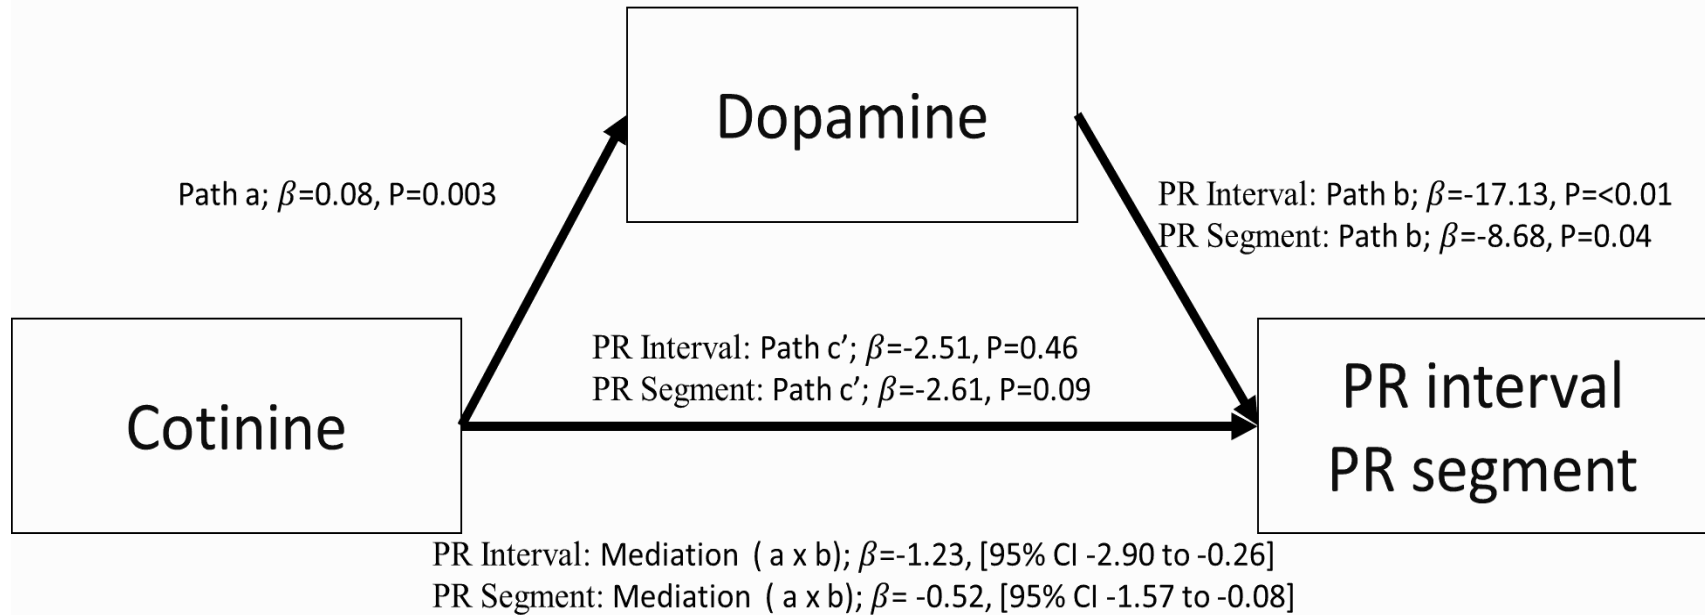 Dopamine
Path a; β=0.08, P=0.003
PR Interval: Path b; β=-17.13, P=<0.01
PR Segment: Path b; β=-8.68, P=0.04
PR Interval: Path c’; β=-2.51, P=0.46
PR Segment: Path c’; β=-2.61, P=0.09
Cotinine
PR interval
PR segment
PR Interval: Mediation ( a x b); β=-1.23, [95% CI -2.90 to -0.26]
PR Segment: Mediation ( a x b); β= -0.52, [95% CI -1.57 to -0.08]